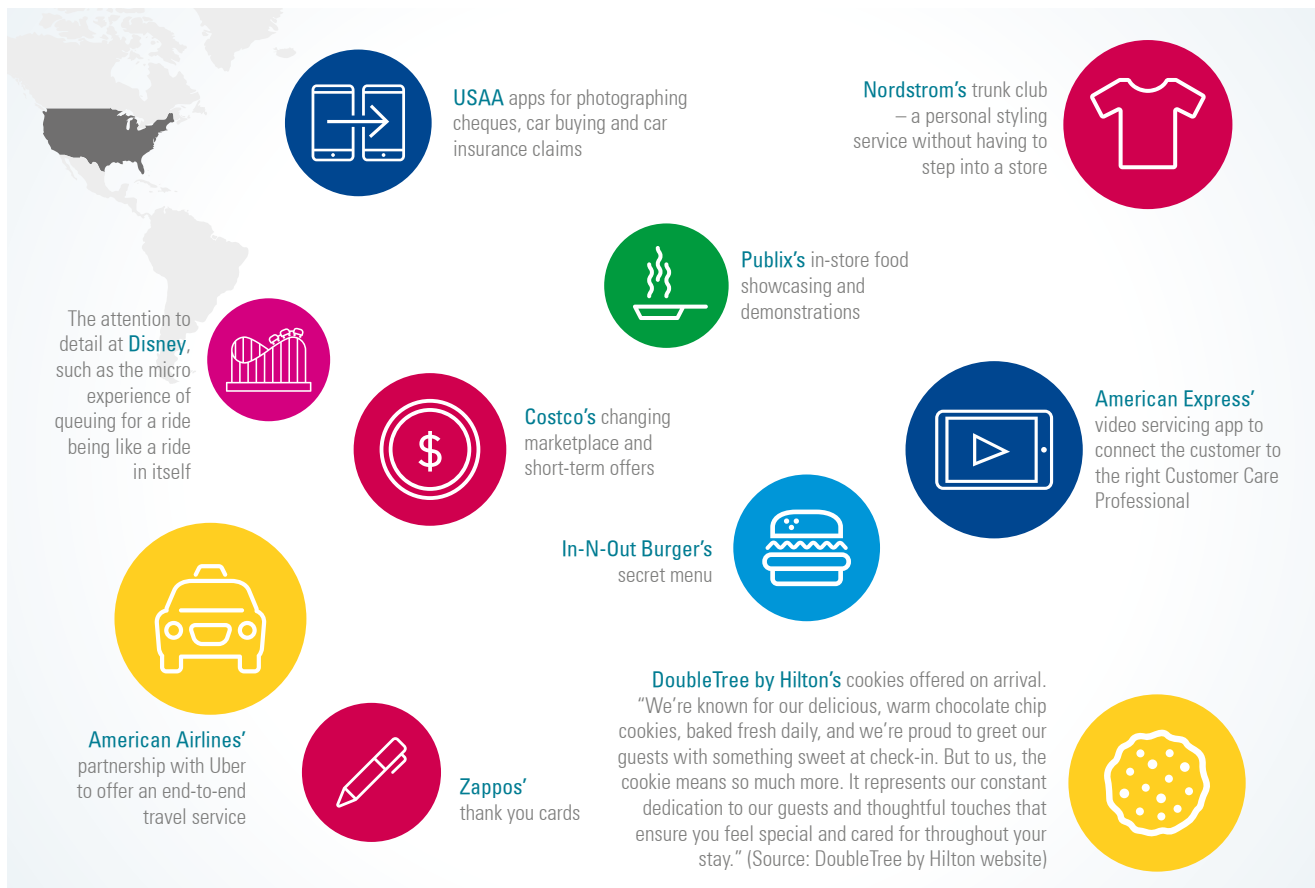 USAA apps for photographing
cheques, car buying and car
insurance claims
Nordstrom's trunk club
– a personal styling
service without having to
step into a store
Publix's in-store food
showcasing and
demonstrations
The attention to
detail at Disney,
such as the micro
experience of
queuing for a ride
being like a ride
in itself
Costco's changing
marketplace and
short-term offers
$
American Express'
video servicing app to
connect the customer to
the right Customer Care
Professional
In-N-Out Burger's
secret menu
American Airlines'
partnership with Uber
to offer an end-to-end
travel service
Zappos'
thank you cards
DoubleTree by Hilton's cookies offered on arrival.
“We're known for our delicious, warm chocolate chip
cookies, baked fresh daily, and we're proud to greet our
guests with something sweet at check-in. But to us, the
cookie means so much more. It represents our constant
dedication to our guests and thoughtful touches that
ensure you feel special and cared for throughout your
stay.” (Source: DoubleTree by Hilton website)